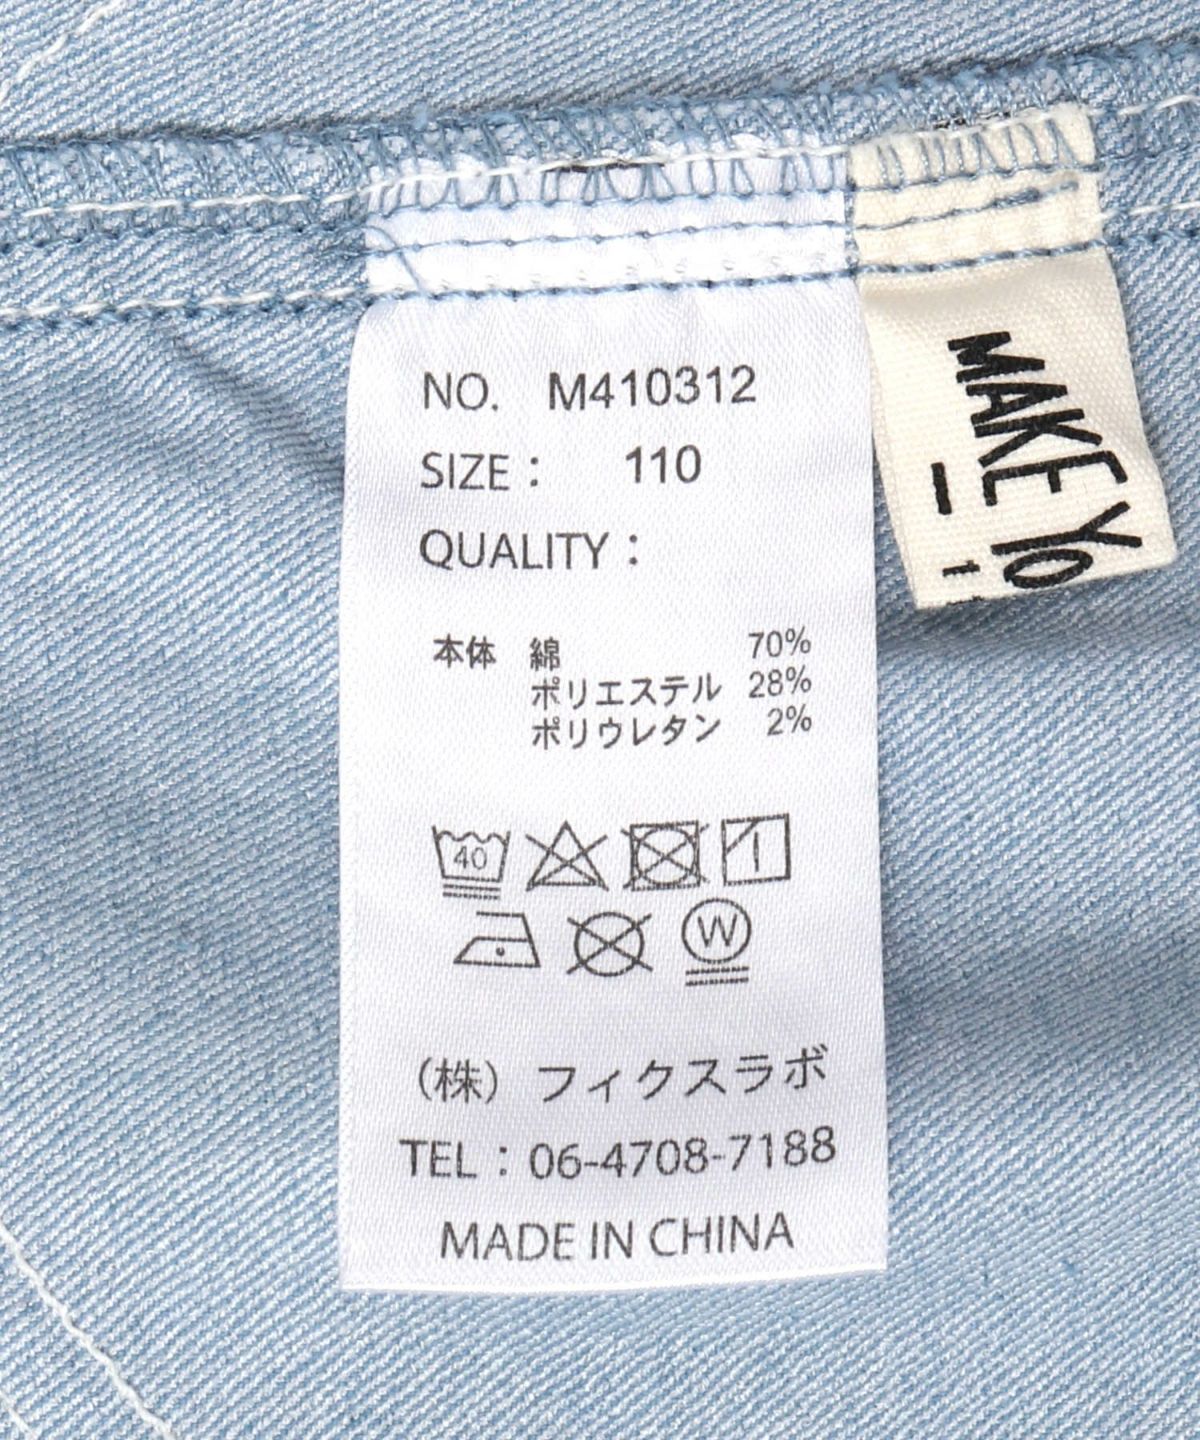 NO. M410312
SIZE : 110
QUALITY :
本体 綿 70%
ポリエステル 28%
ポリウレタン 2%
40
W
(株) フィクスラボ
TEL : 06-4708-7188
MADE IN CHINA
MAKE YO